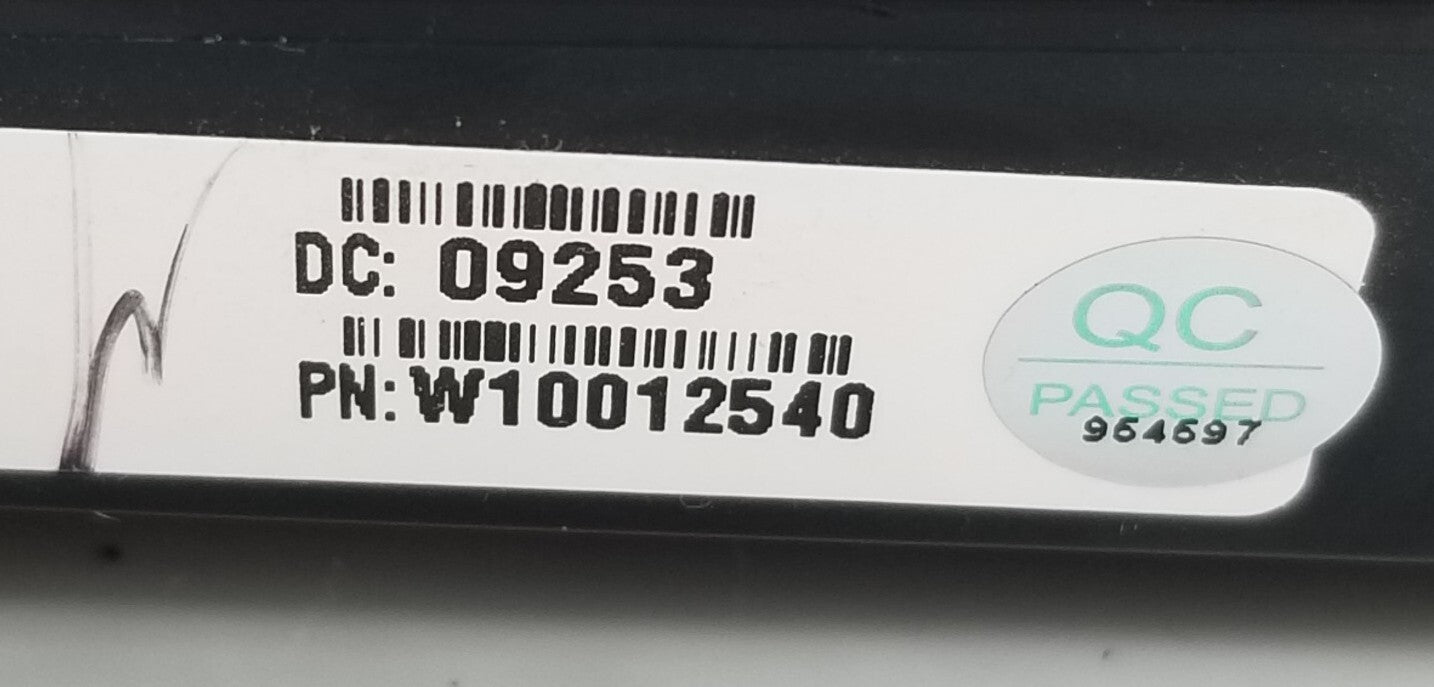 DC: 09253
PN: W10012540
QC
PASSED
964697